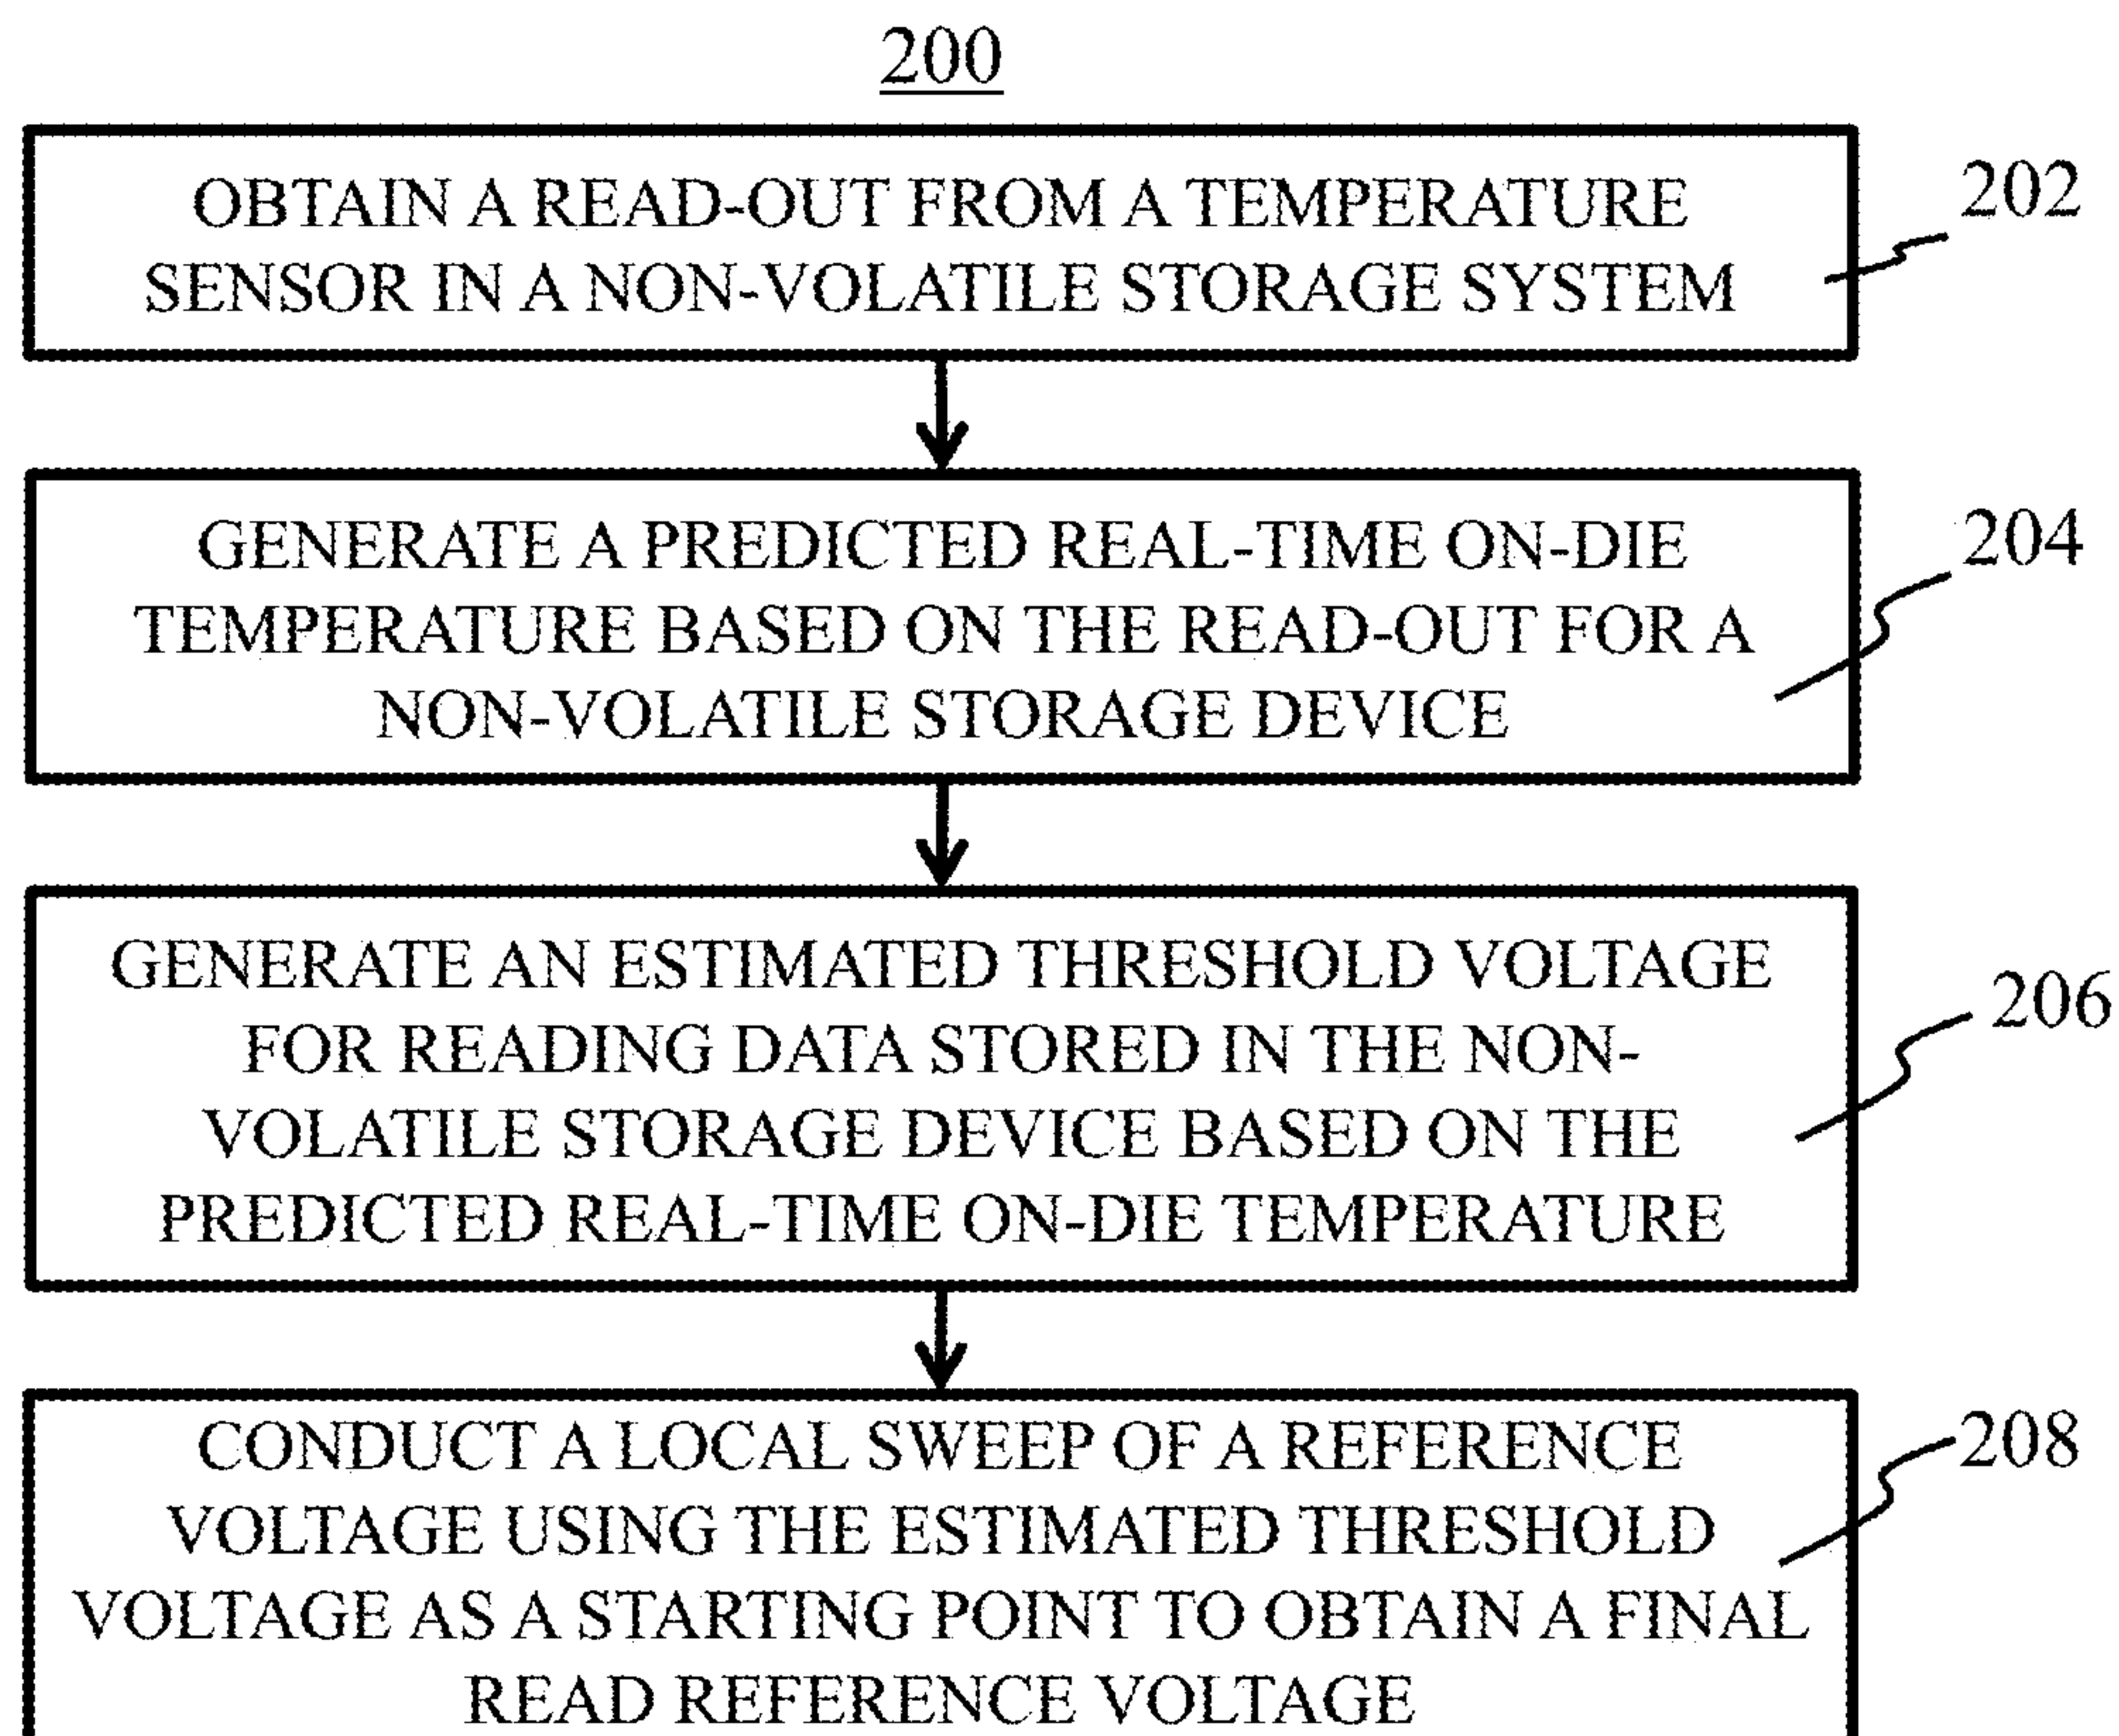 200
OBTAIN A READ-OUT FROM A TEMPERATURE
SENSOR IN A NON-VOLATILE STORAGE SYSTEM
202
GENERATE A PREDICTED REAL-TIME ON-DIE
TEMPERATURE BASED ON THE READ-OUT FOR A
NON-VOLATILE STORAGE DEVICE
204
GENERATE AN ESTIMATED THRESHOLD VOLTAGE
FOR READING DATA STORED IN THE NON-
VOLATILE STORAGE DEVICE BASED ON THE
PREDICTED REAL-TIME ON-DIE TEMPERATURE
206
CONDUCT A LOCAL SWEEP OF A REFERENCE
VOLTAGE USING THE ESTIMATED THRESHOLD
VOLTAGE AS A STARTING POINT TO OBTAIN A FINAL
READ REFERENCE VOLTAGE
208